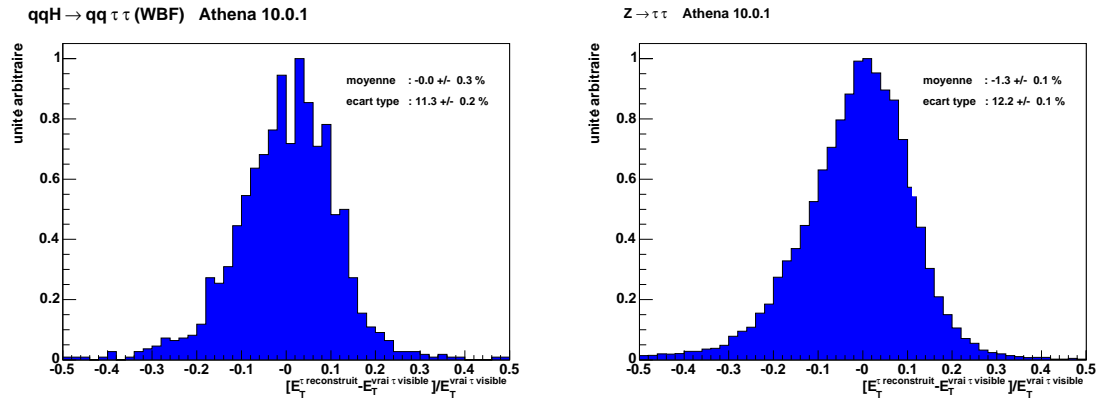 qqH → qq τ τ (WBF) Athena 10.0.1
unité arbitraire
1
0.8
0.6
0.4
0.2
0
moyenne : -0.0 +/- 0.3 %
ecart type : 11.3 +/- 0.2 %
-0.5 -0.4 -0.3 -0.2 -0.1 -0 0.1 0.2 0.3 0.4 0.5
[E_T^{τ reconstruit}-E_T^{vrai τ visible}]/E_T^{vrai τ visible}
Z → τ τ Athena 10.0.1
unité arbitraire
1
0.8
0.6
0.4
0.2
0
moyenne : -1.3 +/- 0.1 %
ecart type : 12.2 +/- 0.1 %
-0.5 -0.4 -0.3 -0.2 -0.1 -0 0.1 0.2 0.3 0.4 0.5
[E_T^{τ reconstruit}-E_T^{vrai τ visible}]/E_T^{vrai τ visible}